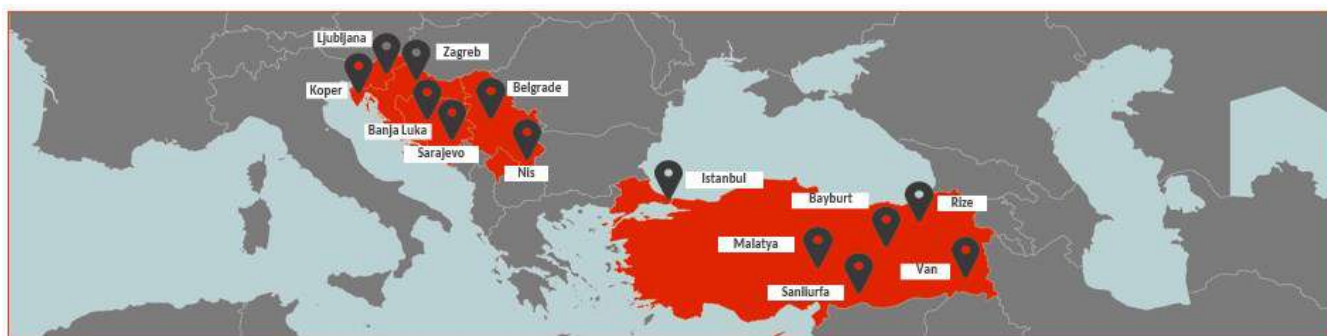 Ljubljana
Zagreb
Koper
Belgrade
Banja Luka
Sarajevo
Nis
Istanbul
Bayburt
Rize
Malatya
Van
Sanliurfa